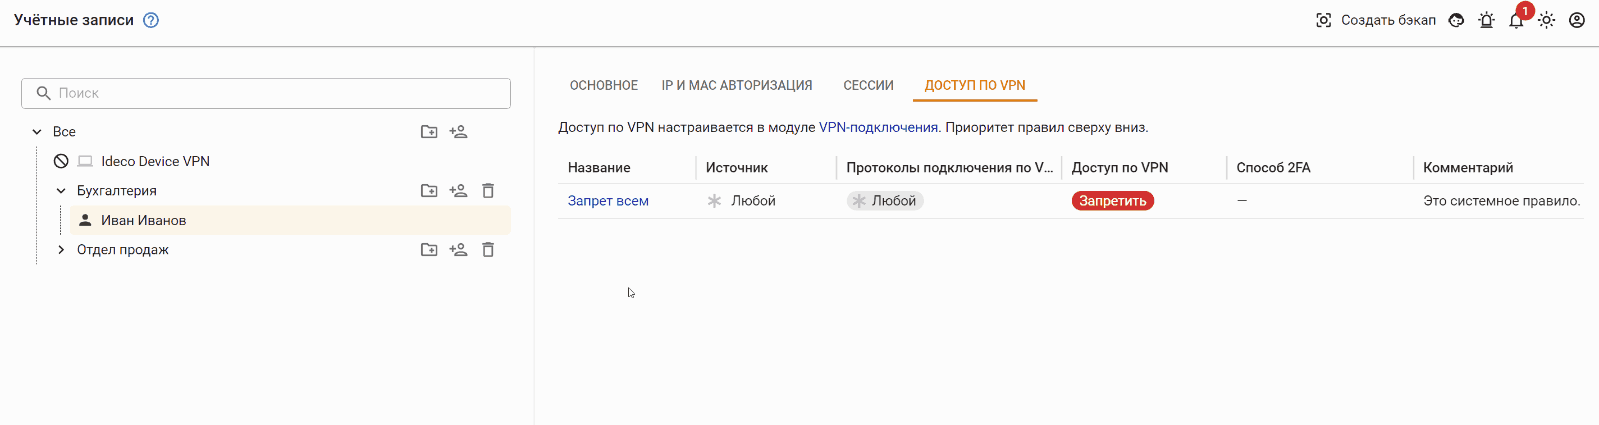 Учётные записи
Создать бэкап
1
Поиск
ОСНОВНОЕ IP И MAC АВТОРИЗАЦИЯ СЕССИИ ДОСТУП ПО VPN
Все
Ideco Device VPN
Бухгалтерия
Иван Иванов
Отдел продаж
Доступ по VPN настраивается в модуле VPN-подключения. Приоритет правил сверху вниз.
Название Источник Протоколы подключения по V... Доступ по VPN Способ 2FA Комментарий
Запрет всем Любой Любой Запретить — Это системное правило.